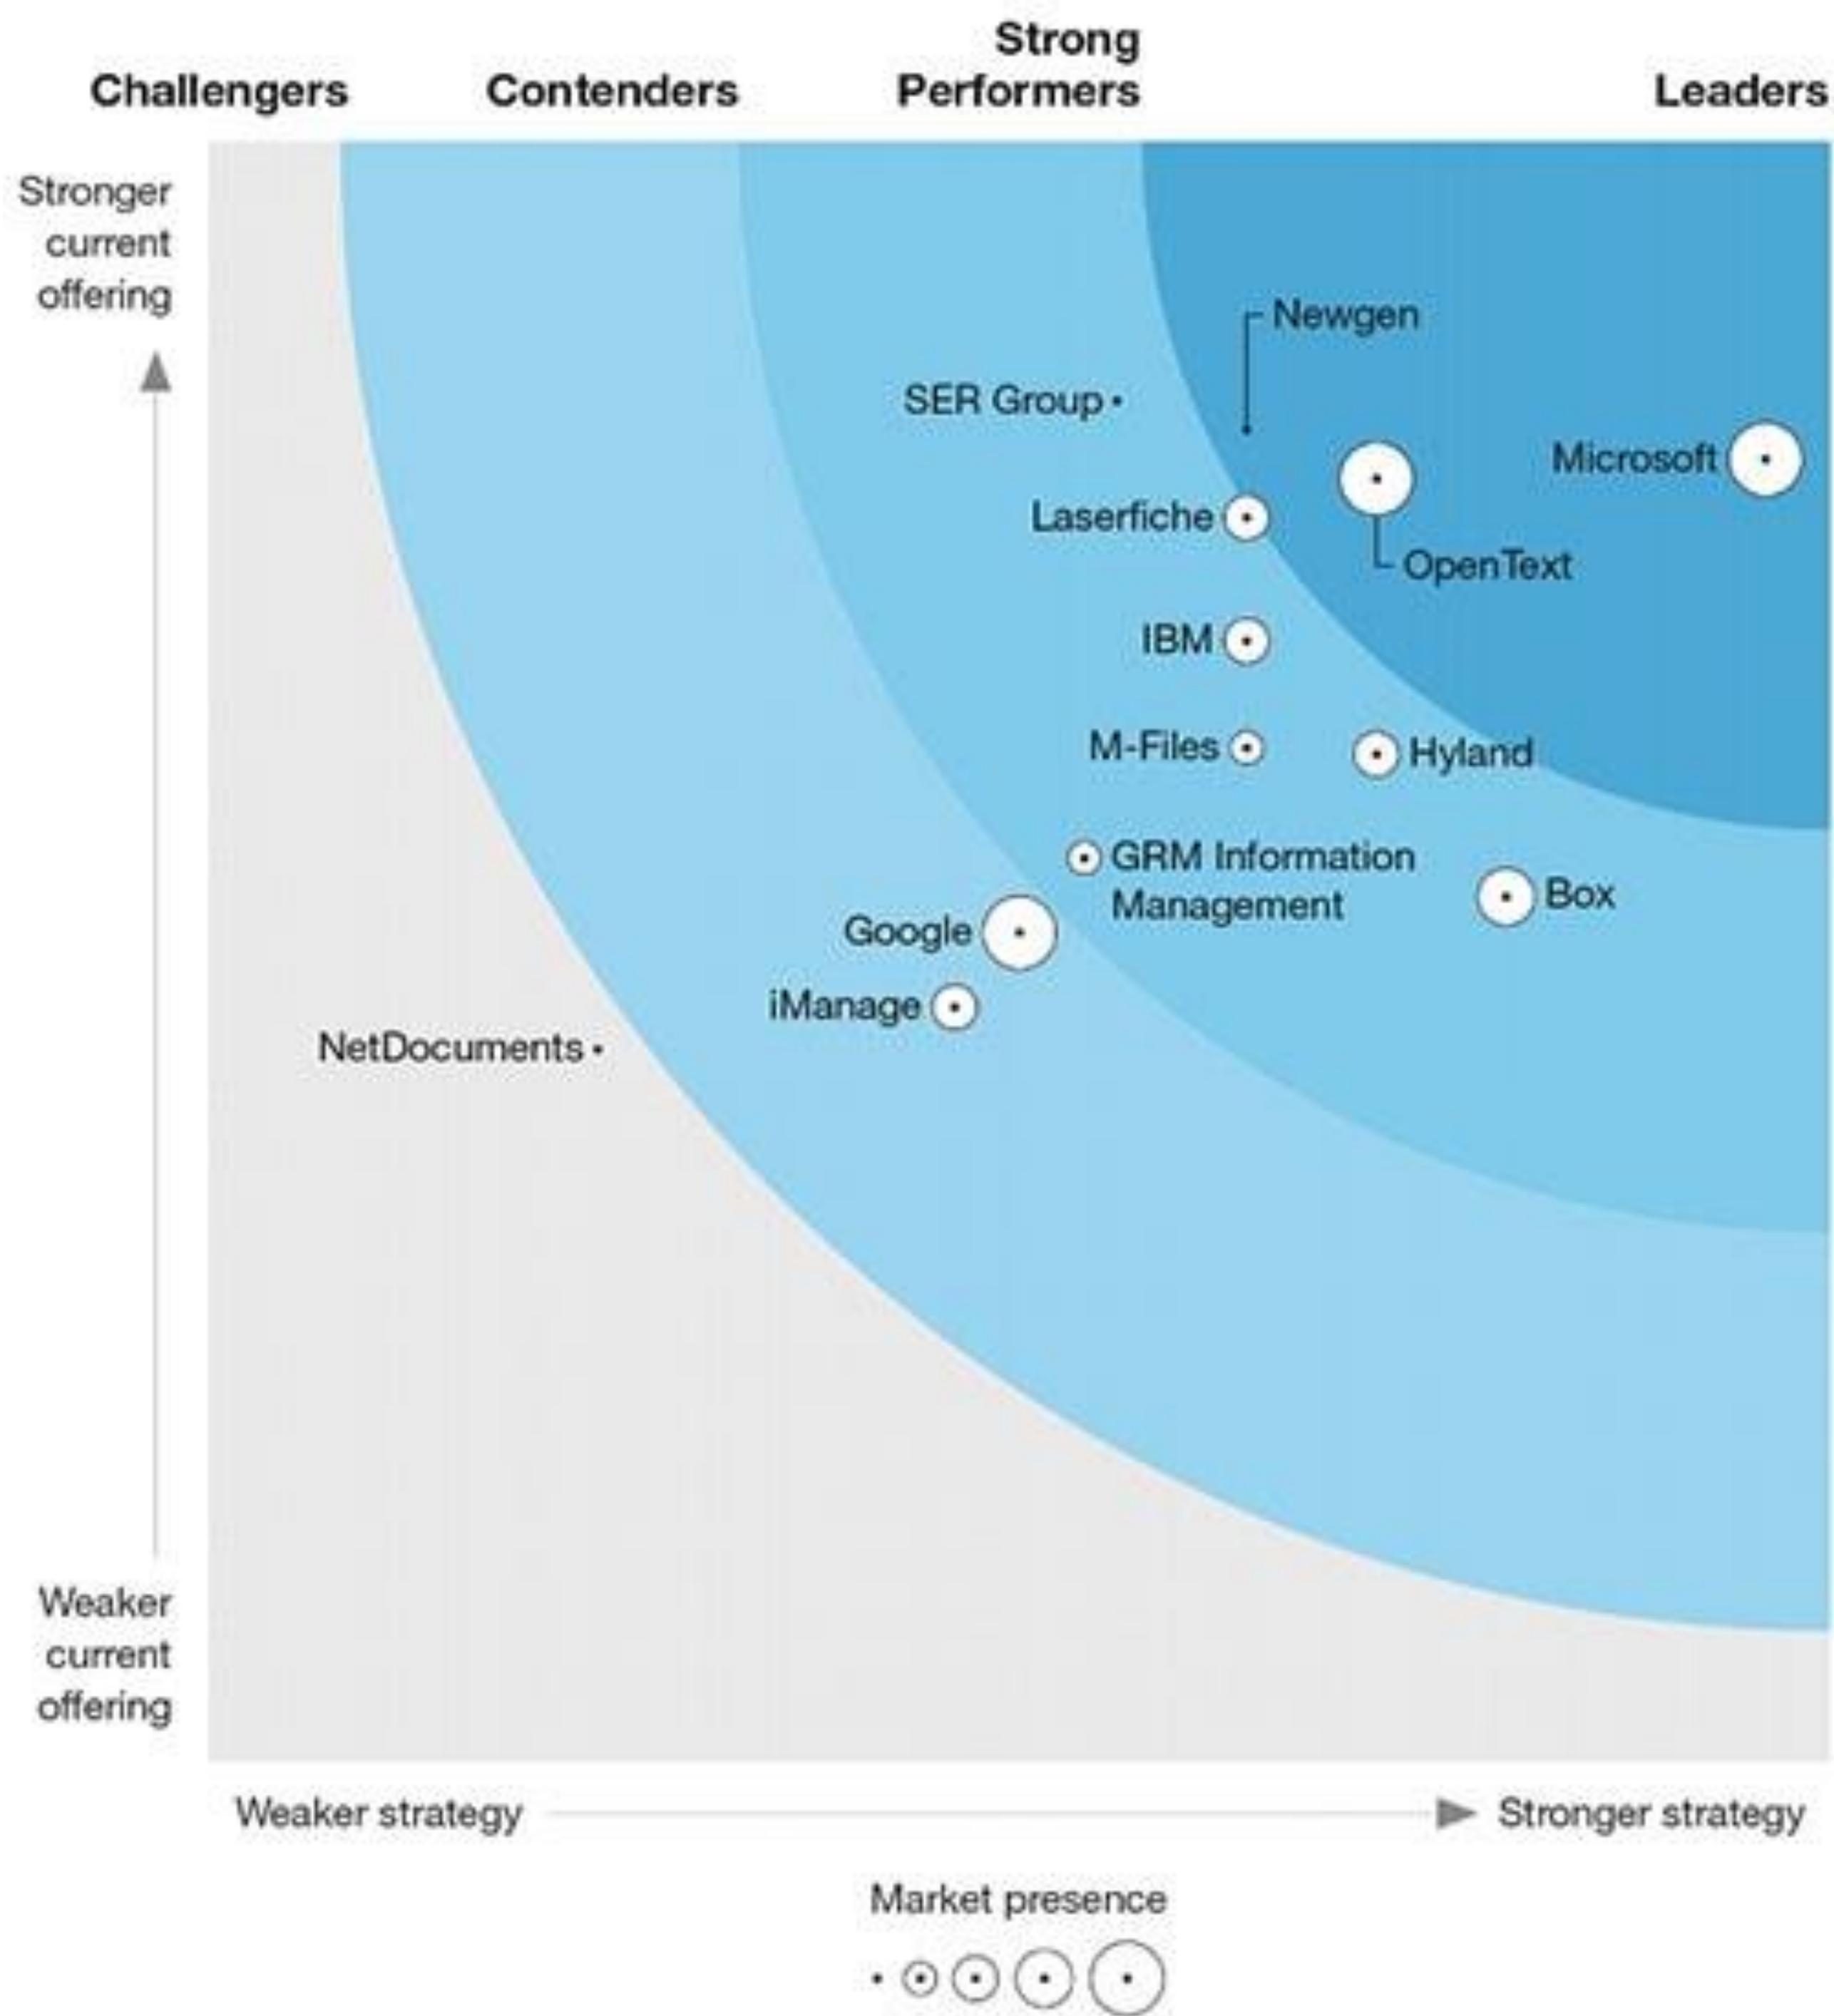 Strong
Challengers Contenders Performers Leaders
Stronger
current
offering
Newgen
SER Group
Microsoft
Laserfiche
OpenText
IBM
M-Files
Hyland
GRM Information
Management
Box
Google
iManage
NetDocuments
Weaker
current
offering
Weaker strategy
Stronger strategy
Market presence